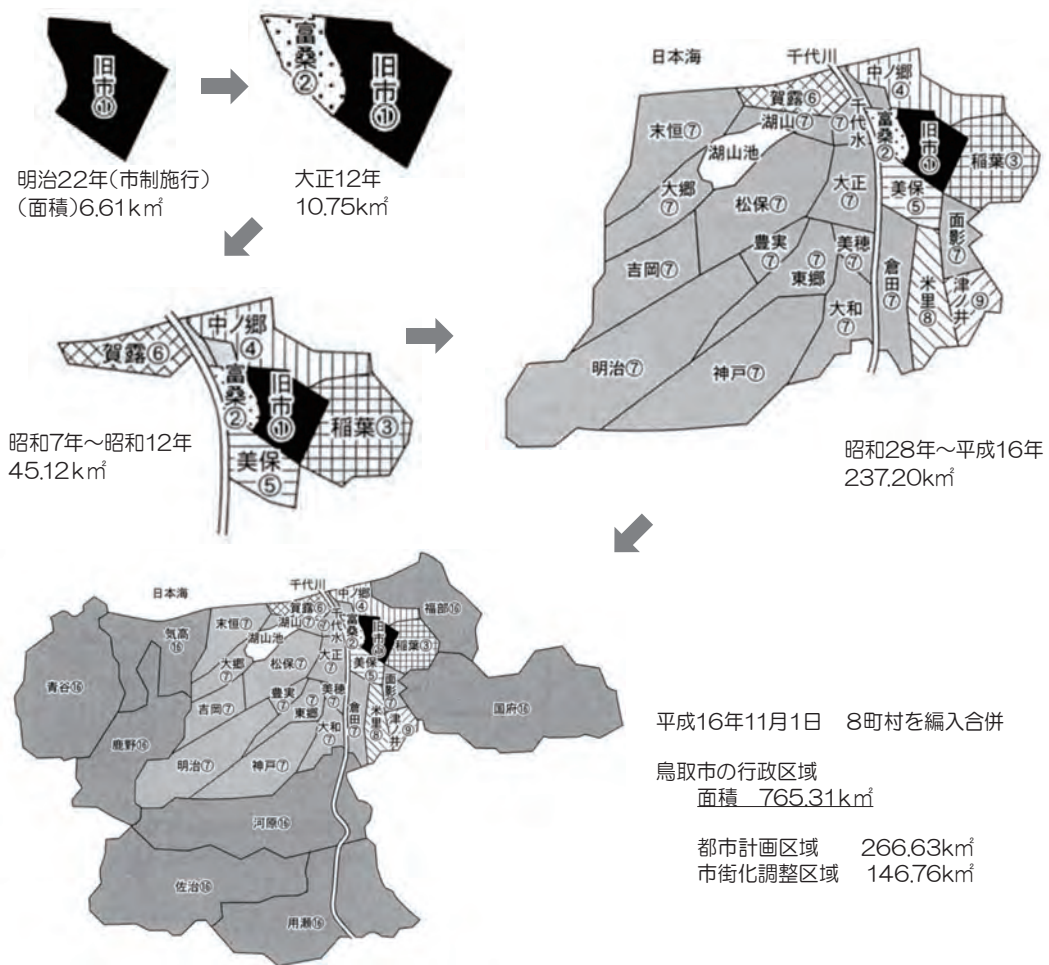 旧市①
明治22年(市制施行)
(面積)6.61k㎡
富桑②
旧市①
大正12年
10.75k㎡
賀露⑥
中ノ郷④
富桑②
旧市①
稲葉③
美保⑤
昭和7年～昭和12年
45.12k㎡
日本海
千代川
中ノ郷④
賀露⑥
千代水⑦
湖山⑦
末恒⑦
富桑②
旧市①
稲葉③
湖山池
大郷⑦
松保⑦
大正⑦
美保⑤
面影⑦
吉岡⑦
豊実⑦
東郷⑦
美穂⑦
倉田⑦
米里⑧
津ノ井⑨
大和⑦
明治⑦
神戸⑦
昭和28年～平成16年
237.20k㎡
日本海
千代川
中ノ郷④
賀露⑥
福部⑯
末恒⑦
湖山⑦
千代水⑦
富桑②
旧市①
稲葉③
気高⑯
湖山池
大郷⑦
松保⑦
大正⑦
美保⑤
面影⑦
青谷⑯
吉岡⑦
豊実⑦
東郷⑦
美穂⑦
倉田⑦
米里⑧
津ノ井⑨
国府⑯
鹿野⑯
大和⑦
明治⑦
神戸⑦
河原⑯
佐治⑯
用瀬⑯
平成16年11月1日　8町村を編入合併
鳥取市の行政区域
面積　765.31k㎡
都市計画区域　266.63k㎡
市街化調整区域　146.76k㎡